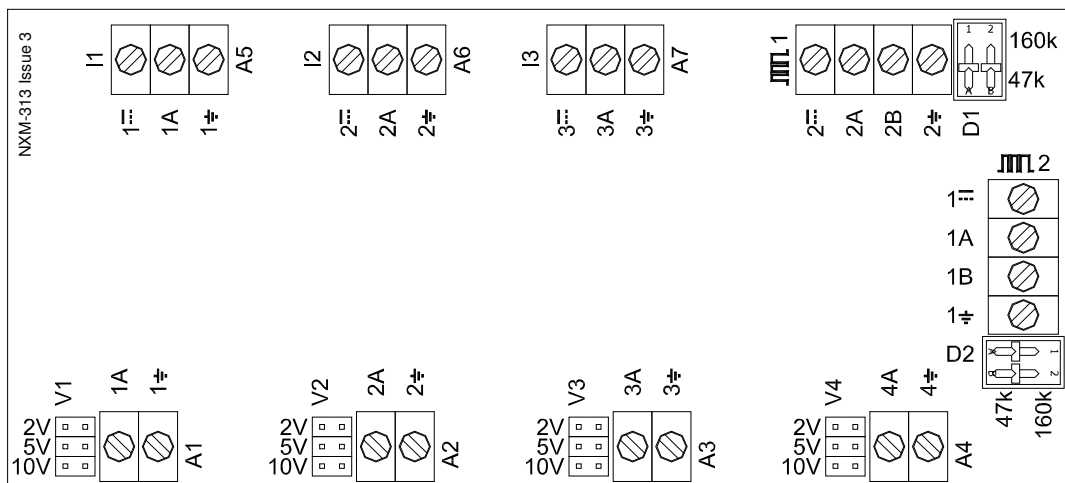 NXM-313 Issue 3
I1
A5
1⎓
1A
1⏚
I2
A6
2⎓
2A
2⏚
I3
A7
3⎓
3A
3⏚
1
1 2
A B
160k
47k
2⎓
2A
2B
2⏚
D1
2
1⎓
1A
1B
1⏚
D2
A 1
B 2
47k
160k
V1
1A
1⏚
2V
5V
10V
A1
V2
2A
2⏚
2V
5V
10V
A2
V3
3A
3⏚
2V
5V
10V
A3
V4
4A
4⏚
2V
5V
10V
A4